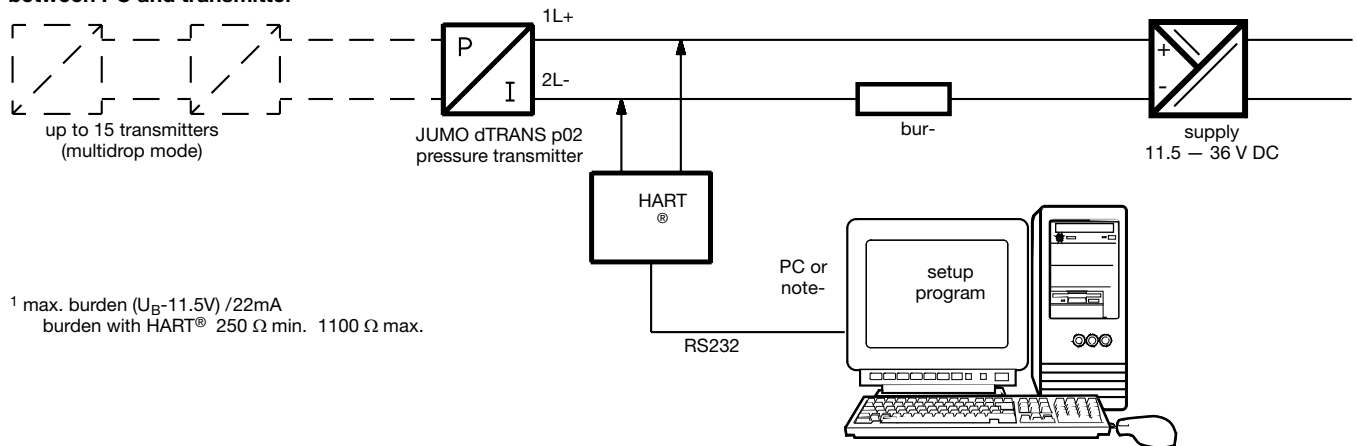 between PC and transmitter
1L+
P
I
2L-
+
-
up to 15 transmitters
(multidrop mode)
JUMO dTRANS p02
pressure transmitter
bur-
supply
11.5 — 36 V DC
HART
®
PC or
note-
setup
program
1 max. burden (UB-11.5V) /22mA
burden with HART® 250 Ω min. 1100 Ω max.
RS232